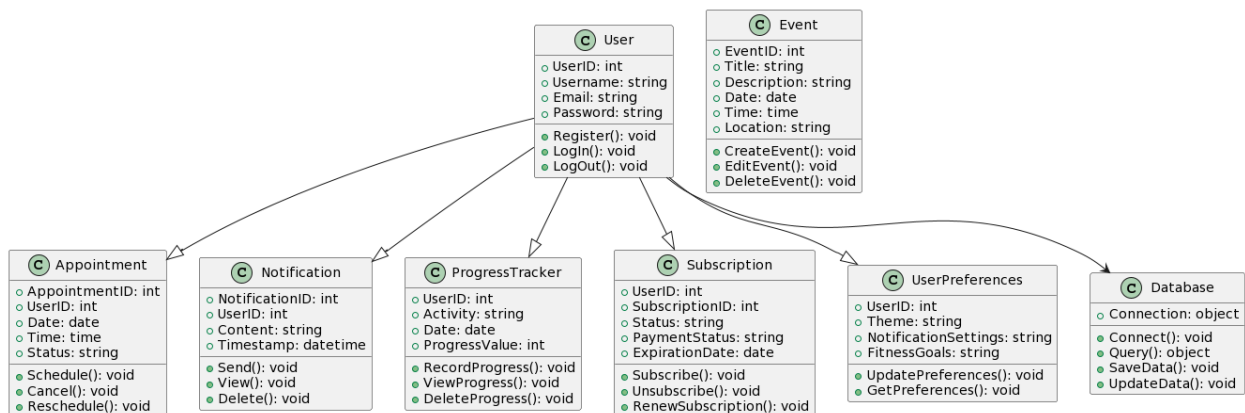 C User
+ UserID: int
+ Username: string
+ Email: string
+ Password: string
Register(): void
LogIn(): void
LogOut(): void
C Event
EventID: int
Title: string
Description: string
Date: date
Time: time
Location: string
CreateEvent(): void
EditEvent(): void
DeleteEvent(): void
C Appointment
AppointmentID: int
UserID: int
Date: date
Time: time
Status: string
Schedule(): void
Cancel(): void
Reschedule(): void
C Notification
NotificationID: int
UserID: int
Content: string
Timestamp: datetime
Send(): void
View(): void
Delete(): void
C ProgressTracker
UserID: int
Activity: string
Date: date
ProgressValue: int
RecordProgress(): void
ViewProgress(): void
DeleteProgress(): void
C Subscription
UserID: int
SubscriptionID: int
Status: string
PaymentStatus: string
ExpirationDate: date
Subscribe(): void
Unsubscribe(): void
RenewSubscription(): void
C UserPreferences
UserID: int
Theme: string
NotificationSettings: string
FitnessGoals: string
UpdatePreferences(): void
GetPreferences(): void
C Database
Connection: object
Connect(): void
Query(): object
SaveData(): void
UpdateData(): void